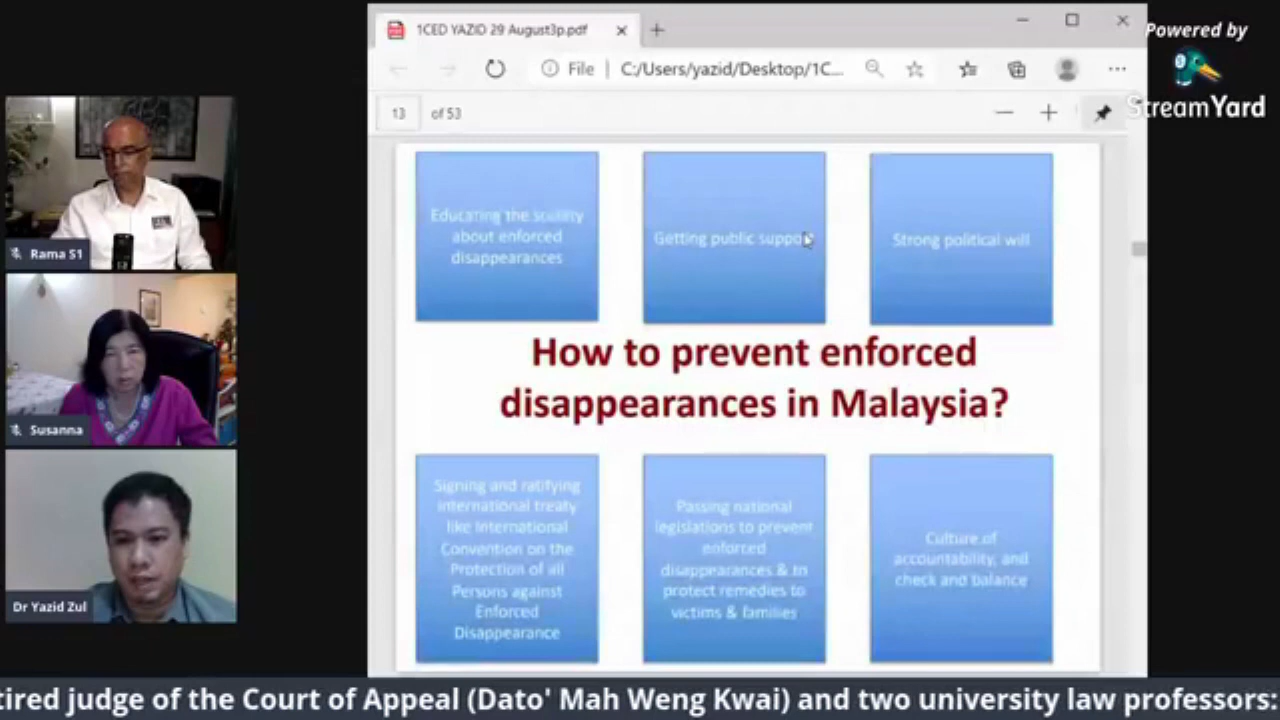 1CED YAZID 29 August3p.pdf
Powered by
StreamYard
File
C:/Users/yazid/Desktop/1C...
13 of 53
Educating the
about enforced
disappearances
Getting public support
Strong political will
How to prevent enforced
disappearances in Malaysia?
Signing and ratifying
international treaty
like International
Convention on the
Protection of all
Persons against
Enforced
Disappearance
Passing national
legislations to prevent
enforced
disappearances & to
protect remedies to
victims & families
Culture of
accountability, and
check and balance
Rama S1
Susanna
Dr Yazid Zul
tired judge of the Court of Appeal (Dato' Mah Weng Kwai) and two university law professors: